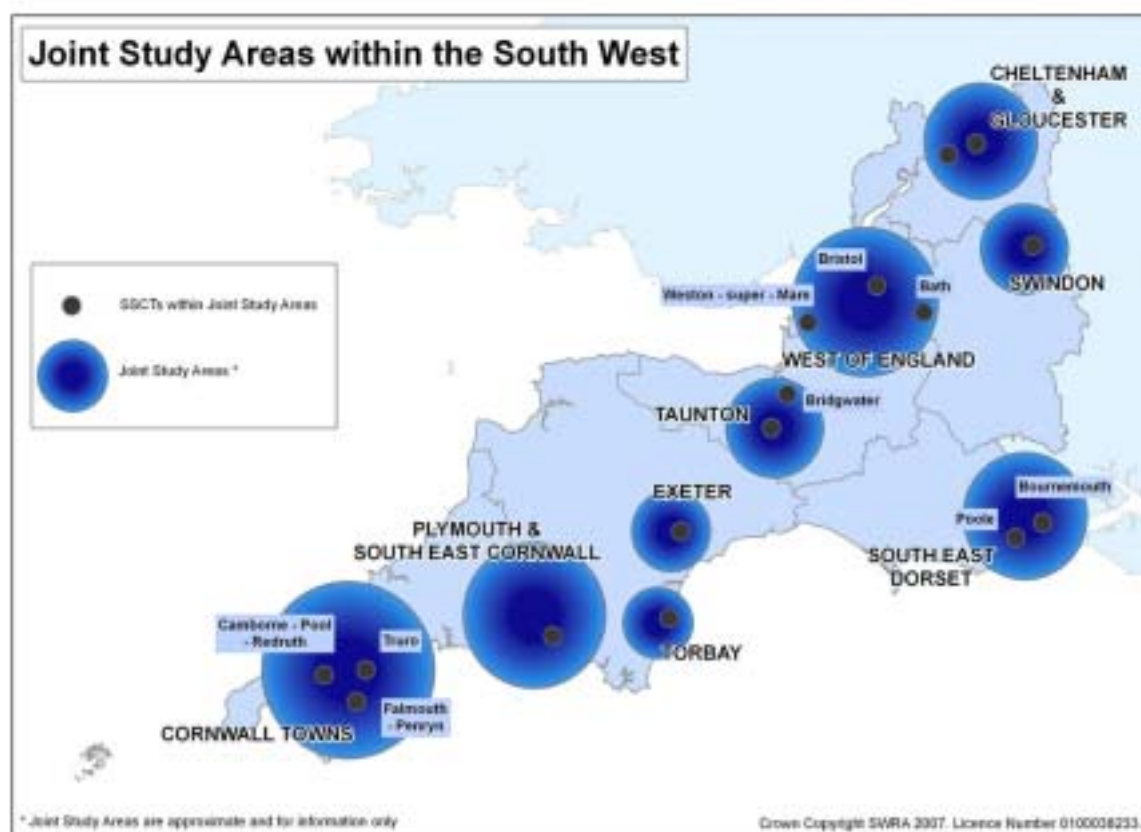 Joint Study Areas within the South West
CHELTENHAM
&
GLOUCESTER
SWINDON
Bristol
Bath
Weston - super - Mare
WEST OF ENGLAND
SSCTs within Joint Study Areas
Joint Study Areas *
Bridgwater
TAUNTON
EXETER
Bournemouth
Poole
SOUTH EAST
DORSET
PLYMOUTH &
SOUTH EAST CORNWALL
TORBAY
Camborne - Pool
- Redruth
Truro
Falmouth
- Penryn
CORNWALL TOWNS
* Joint Study Areas are approximate and for information only
Crown Copyright SWRA 2007. Licence Number 0100038233